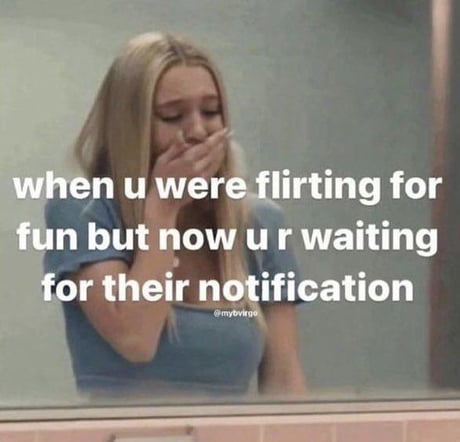 when u were flirting for
fun but now u r waiting
for their notification
@mybvirgo